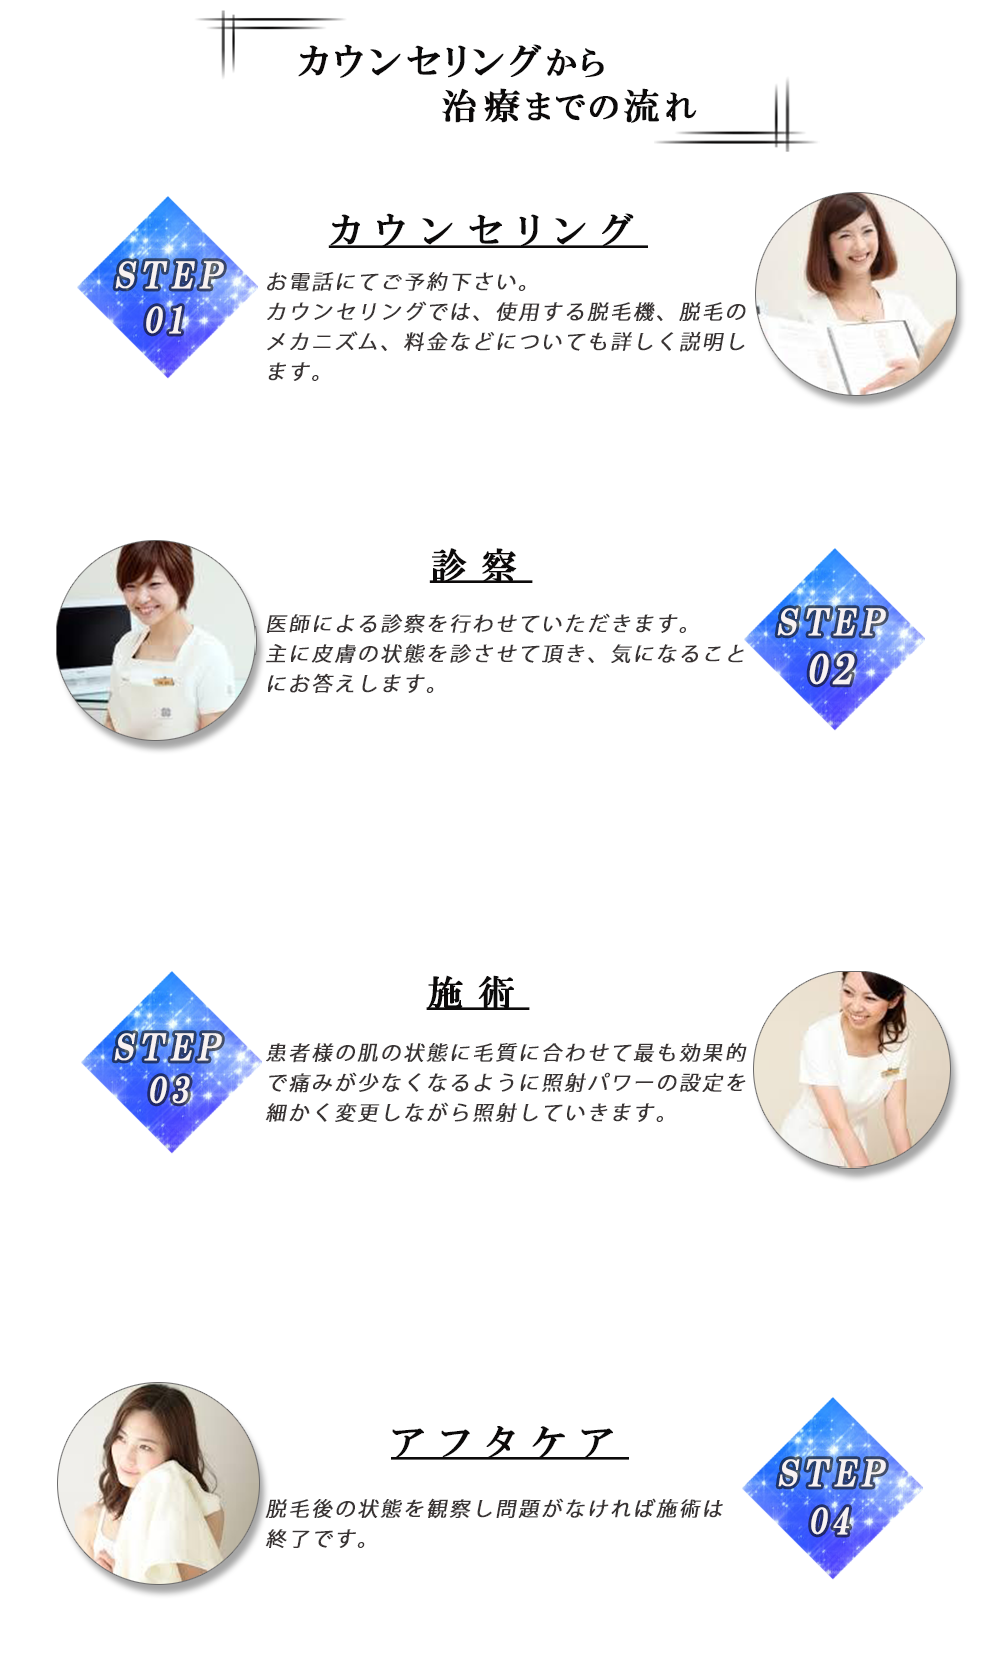 カウンセリングから
治療までの流れ
STEP
01
カウンセリング
お電話にてご予約下さい。
カウンセリングでは、使用する脱毛機、脱毛の
メカニズム、料金などについても詳しく説明し
ます。
診察
医師による診察を行わせていただきます。
主に皮膚の状態を診させて頂き、気になること
にお答えします。
STEP
02
STEP
03
施術
患者様の肌の状態に毛質に合わせて最も効果的
で痛みが少なくなるように照射パワーの設定を
細かく変更しながら照射していきます。
アフタケア
脱毛後の状態を観察し問題がなければ施術は
終了です。
STEP
04